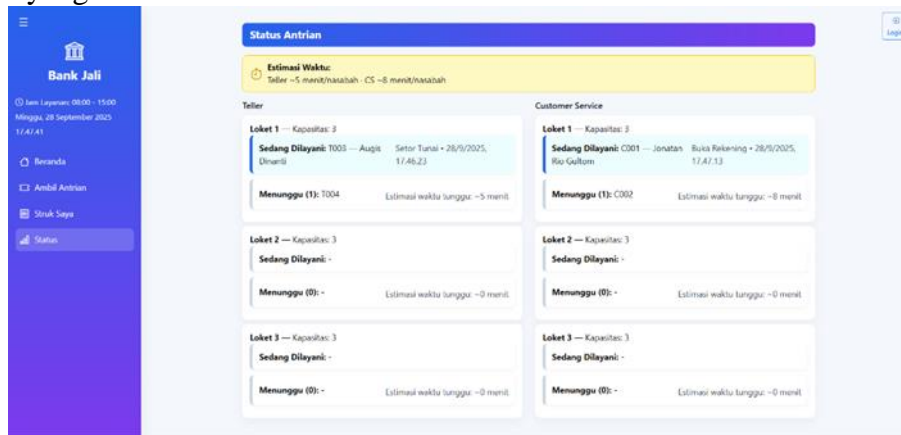 Bank Jali
Jam Layanan: 08:00 - 15:00
Minggu, 28 September 2025
17.47.41
Beranda
Ambil Antrian
Struk Saya
Status
Login
Status Antrian
Estimasi Waktu:
Teller ~5 menit/nasabah · CS ~8 menit/nasabah
Teller
Loket 1 — Kapasitas: 3
Sedang Dilayani: T003 — Augis Dinanti
Setor Tunai • 28/9/2025, 17.46.23
Menunggu (1): T004
Estimasi waktu tunggu: ~5 menit
Loket 2 — Kapasitas: 3
Sedang Dilayani: -
Menunggu (0): -
Estimasi waktu tunggu: ~0 menit
Loket 3 — Kapasitas: 3
Sedang Dilayani: -
Menunggu (0): -
Estimasi waktu tunggu: ~0 menit
Customer Service
Loket 1 — Kapasitas: 3
Sedang Dilayani: C001 — Jonatan Rio Gultom
Buka Rekening • 28/9/2025, 17.47.13
Menunggu (1): C002
Estimasi waktu tunggu: ~8 menit
Loket 2 — Kapasitas: 3
Sedang Dilayani: -
Menunggu (0): -
Estimasi waktu tunggu: ~0 menit
Loket 3 — Kapasitas: 3
Sedang Dilayani: -
Menunggu (0): -
Estimasi waktu tunggu: ~0 menit